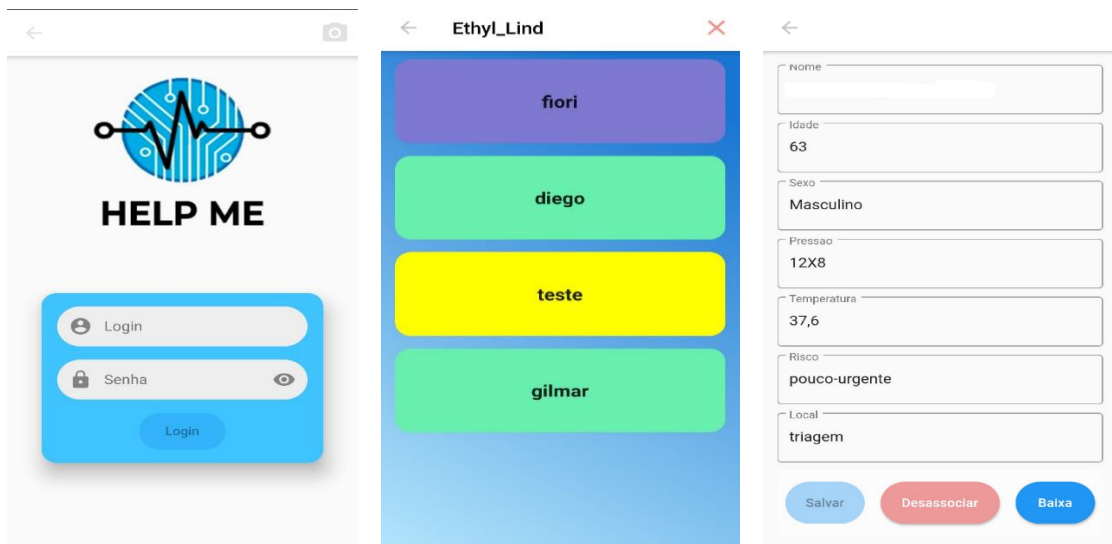 HELP ME
Login
Senha
Login
Ethyl_Lind
fiori
diego
teste
gilmar
Nome
Idade
63
Sexo
Masculino
Pressao
12X8
Temperatura
37,6
Risco
pouco-urgente
Local
triagem
Salvar
Desassociar
Baixa